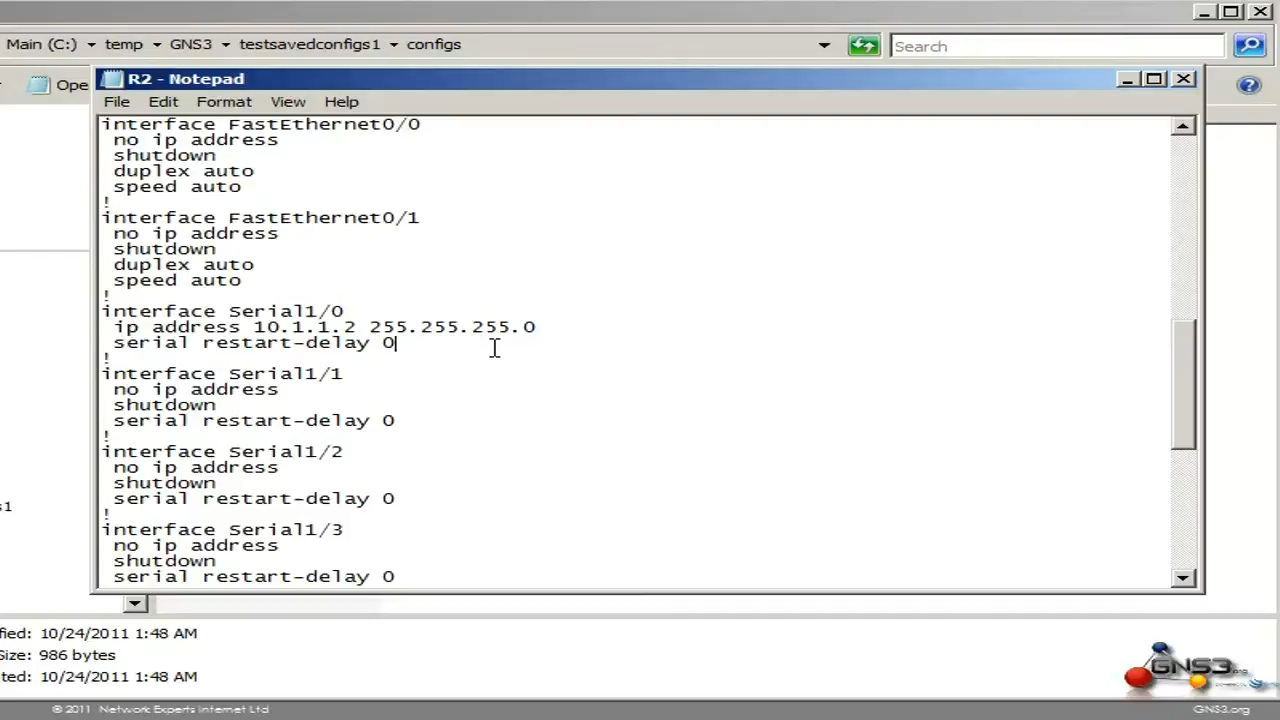 Main (C:) temp GNS3 testsavedconfigs1 configs Search
Ope
R2 - Notepad
File Edit Format View Help
interface FastEthernet0/0
no ip address
shutdown
duplex auto
speed auto
!
interface FastEthernet0/1
no ip address
shutdown
duplex auto
speed auto
!
interface Serial1/0
ip address 10.1.1.2 255.255.255.0
serial restart-delay 0
!
interface Serial1/1
no ip address
shutdown
serial restart-delay 0
!
interface Serial1/2
no ip address
shutdown
serial restart-delay 0
!
interface Serial1/3
no ip address
shutdown
serial restart-delay 0
s1
fied: 10/24/2011 1:48 AM
Size: 986 bytes
ted: 10/24/2011 1:48 AM
GNS3.org
© 2011 Network Experts Internet Ltd
GNS3.org